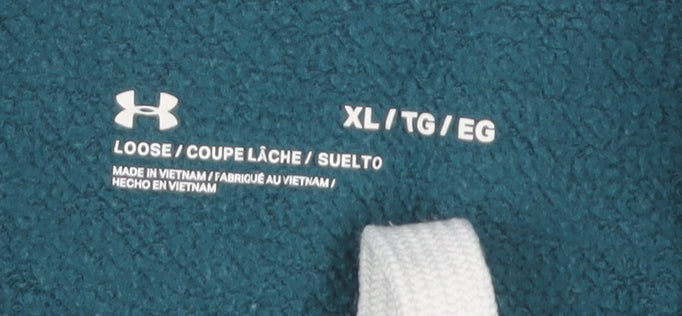 XL / TG / EG
LOOSE / COUPE LÂCHE / SUELTO
MADE IN VIETNAM / FABRIQUÉ AU VIETNAM /
HECHO EN VIETNAM